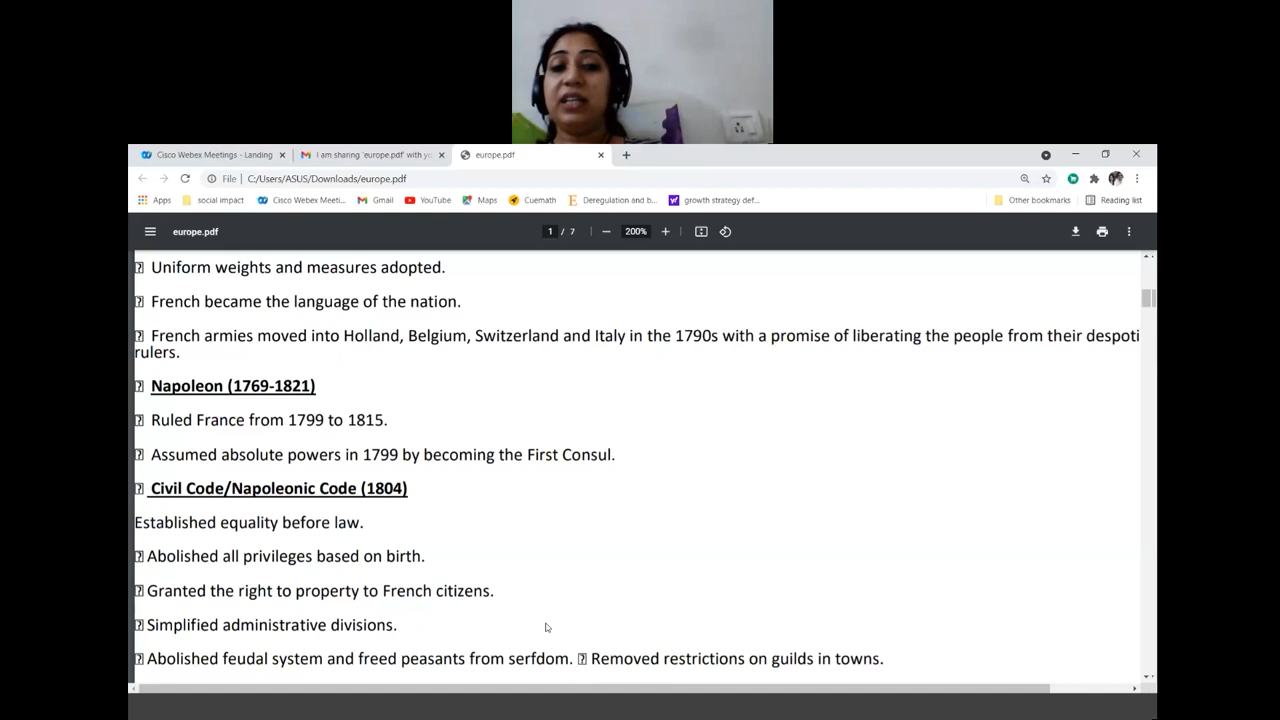 Cisco Webex Meetings - Landing
I am sharing 'europe.pdf' with yo
europe.pdf
File | C:/Users/ASUS/Downloads/europe.pdf
Apps social impact Cisco Webex Meeti... Gmail YouTube Maps Cuemath Deregulation and b... growth strategy def... Other bookmarks Reading list
europe.pdf 1 / 7 200%
Uniform weights and measures adopted.
French became the language of the nation.
French armies moved into Holland, Belgium, Switzerland and Italy in the 1790s with a promise of liberating the people from their despoti
rulers.
Napoleon (1769-1821)
Ruled France from 1799 to 1815.
Assumed absolute powers in 1799 by becoming the First Consul.
Civil Code/Napoleonic Code (1804)
Established equality before law.
Abolished all privileges based on birth.
Granted the right to property to French citizens.
Simplified administrative divisions.
Abolished feudal system and freed peasants from serfdom. Removed restrictions on guilds in towns.